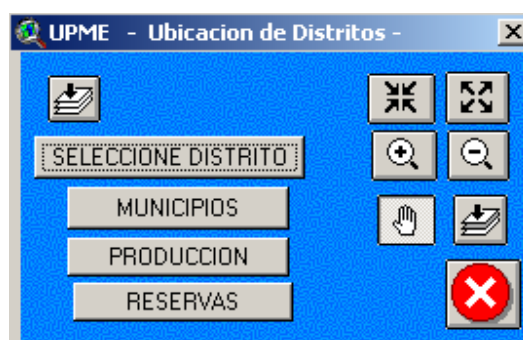 UPME - Ubicacion de Distritos -
SELECCIONE DISTRITO
MUNICIPIOS
PRODUCCION
RESERVAS